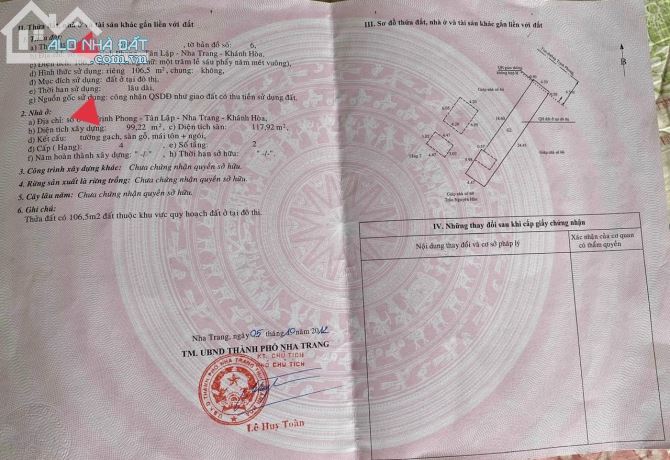 II. Thửa đất, nhà ở và tài sản khác gắn liền với đất
1. Thửa đất:
a) Thửa , tờ bản đồ số: 6,
b) Địa chỉ: Phong - Tân Lập - Nha Trang - Khánh Hòa,
c) Diện tích: 106,5 một trăm lẻ sáu phẩy năm mét vuông),
d) Hình thức sử dụng: riêng 106,5 m², chung: không,
đ) Mục đích sử dụng: đất ở tại đô thị.
e) Thời hạn sử dụng: lâu dài.
g) Nguồn gốc sử dụng: công nhận QSDĐ như giao đất có thu tiền sử dụng đất.
2. Nhà ở:
a) Địa chỉ: số Trịnh Phong - Tân Lập - Nha Trang - Khánh Hòa.
b) Diện tích xây dựng: 99,22 m², c) Diện tích sàn: 117,92 m²,
d) Kết cấu: tường gạch, sàn gỗ, mái tôn + ngói,
đ) Cấp (Hạng): 4 e) Số tầng: 2
f) Năm hoàn thành xây dựng: -/- h) Thời hạn sở hữu: -/-
3. Công trình xây dựng khác: Chưa chứng nhận quyền sở hữu.
4. Rừng sản xuất là rừng trồng: Chưa chứng nhận quyền sở hữu.
5. Cây lâu năm: Chưa chứng nhận quyền sở hữu.
6. Ghi chú:
Thửa đất có 106,5m2 đất thuộc khu vực quy hoạch đất ở tại đô thị.
ALO NHÀ ĐẤT
.com.vn
Nha Trang, ngày 05 tháng 10 năm 2012
TM. UBND THÀNH PHỐ NHA TRANG
KT. CHỦ TỊCH
PHÓ CHỦ TỊCH
Lê Huy Toàn
III. Sơ đồ thửa đất, nhà ở và tài sản gắn liền với đất
B
Tầng 2
62
Giáp nhà số
Trần Nguyên Hãn
IV. Những thay đổi sau khi cấp giấy chứng nhận
Nội dung thay đổi và cơ sở pháp lý
Xác nhận của cơ quan
có thẩm quyền